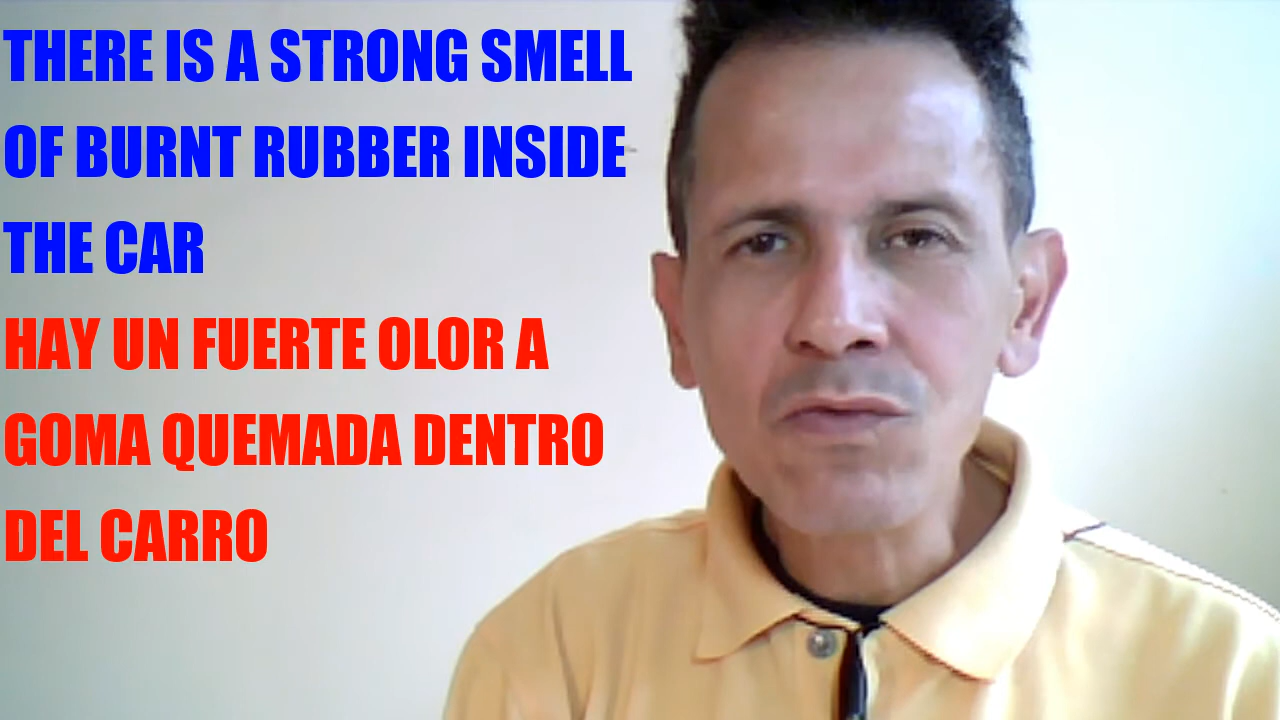 THERE IS A STRONG SMELL
OF BURNT RUBBER INSIDE
THE CAR
HAY UN FUERTE OLOR A
GOMA QUEMADA DENTRO
DEL CARRO